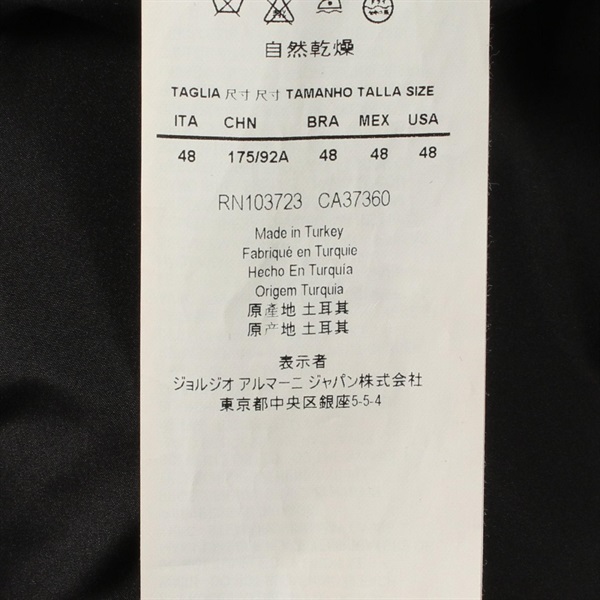 自然乾燥
TAGLIA 尺寸 尺寸 TAMANHO TALLA SIZE
ITA CHN BRA MEX USA
48 175/92A 48 48 48
RN103723 CA37360
Made in Turkey
Fabriqué en Turquie
Hecho En Turquía
Origem Turquia
原產地 土耳其
原产地 土耳其
表示者
ジョルジオ アルマーニ ジャパン株式会社
東京都中央区銀座5-5-4